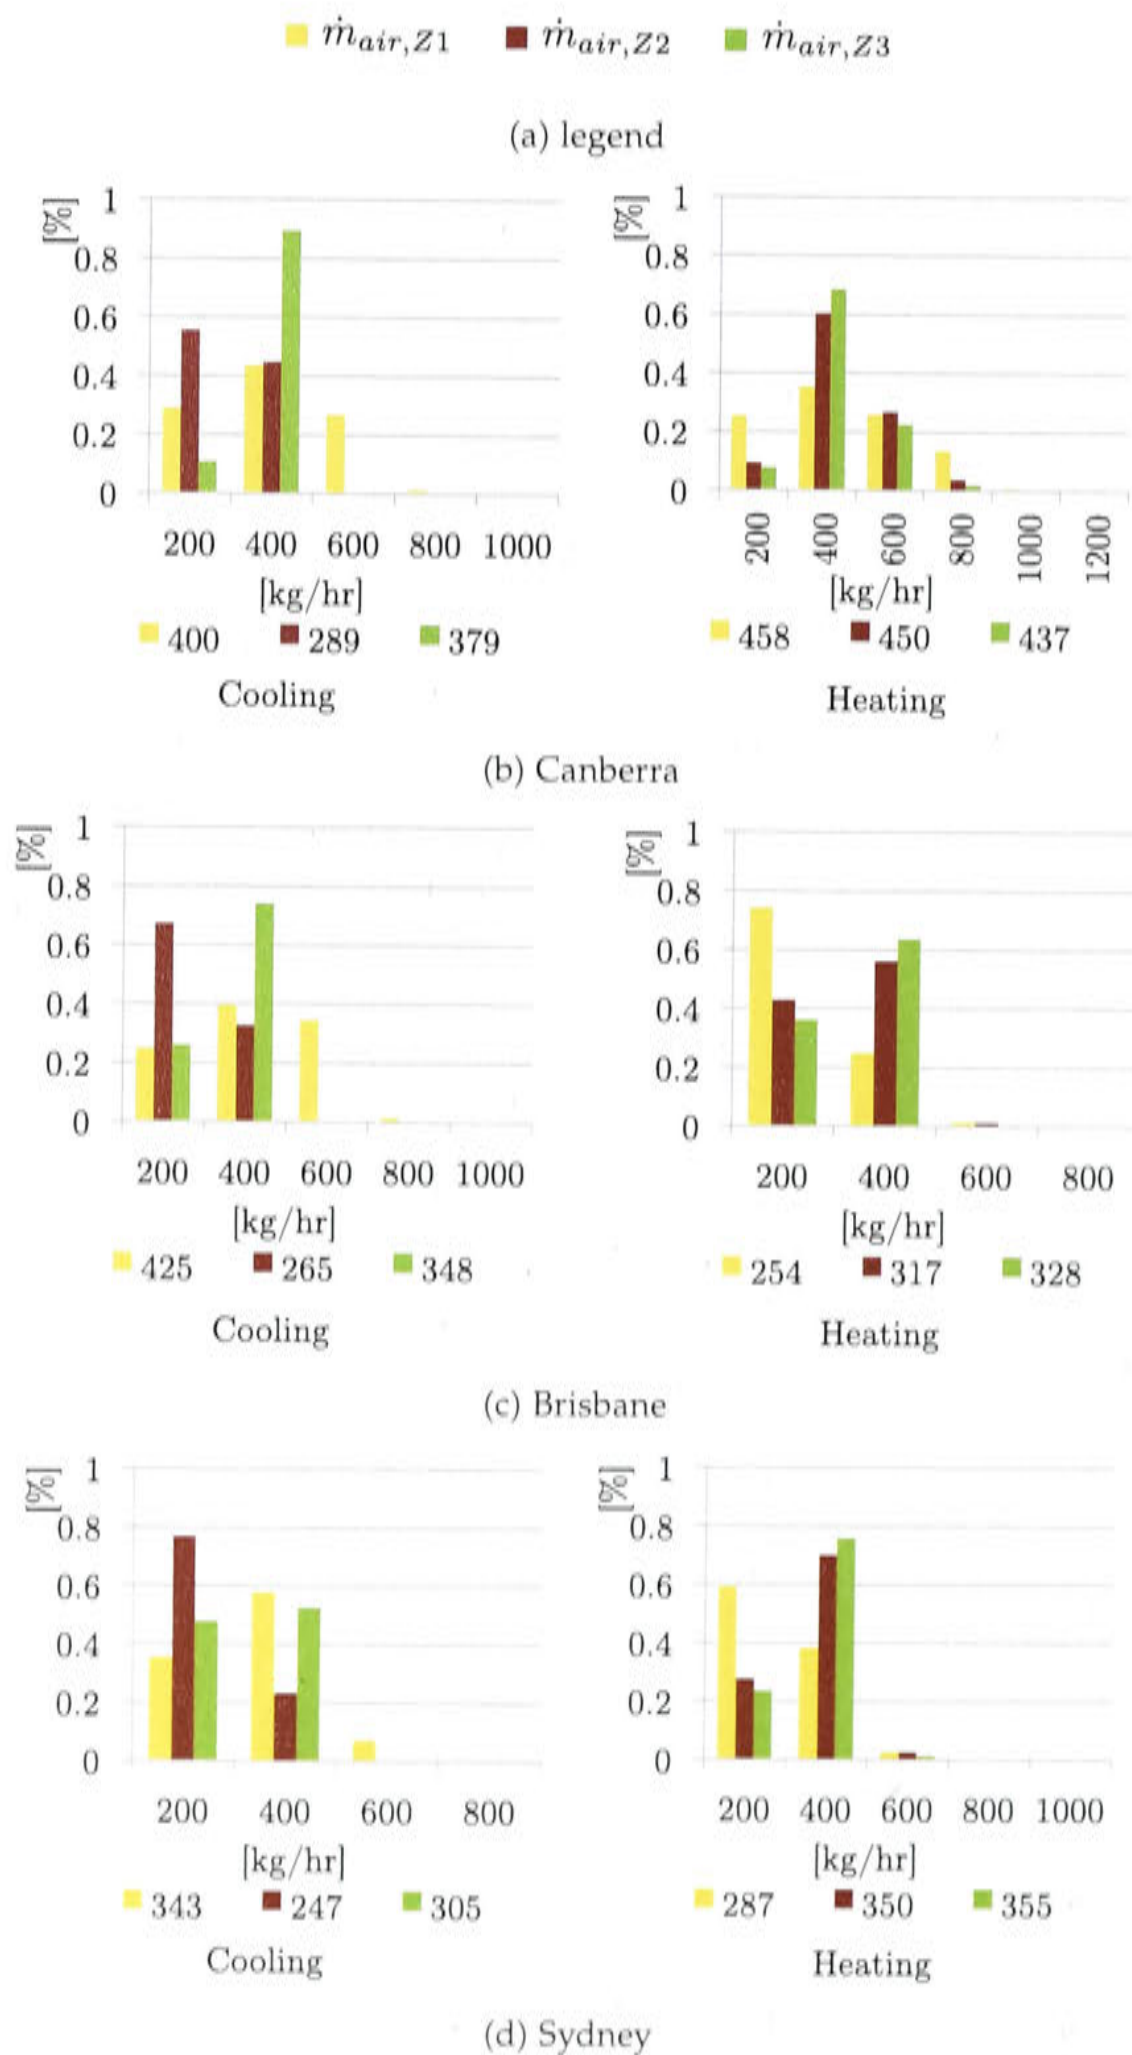 ṁair,Z1 ṁair,Z2 ṁair,Z3
(a) legend
[%]
1
0.8
0.6
0.4
0.2
0
200 400 600 800 1000
[kg/hr]
400 289 379
Cooling
[%]
1
0.8
0.6
0.4
0.2
0
200 400 600 800 1000 1200
[kg/hr]
458 450 437
Heating
(b) Canberra
[%]
1
0.8
0.6
0.4
0.2
0
200 400 600 800 1000
[kg/hr]
425 265 348
Cooling
[%]
1
0.8
0.6
0.4
0.2
0
200 400 600 800
[kg/hr]
254 317 328
Heating
(c) Brisbane
[%]
1
0.8
0.6
0.4
0.2
0
200 400 600 800
[kg/hr]
343 247 305
Cooling
[%]
1
0.8
0.6
0.4
0.2
0
200 400 600 800 1000
[kg/hr]
287 350 355
Heating
(d) Sydney